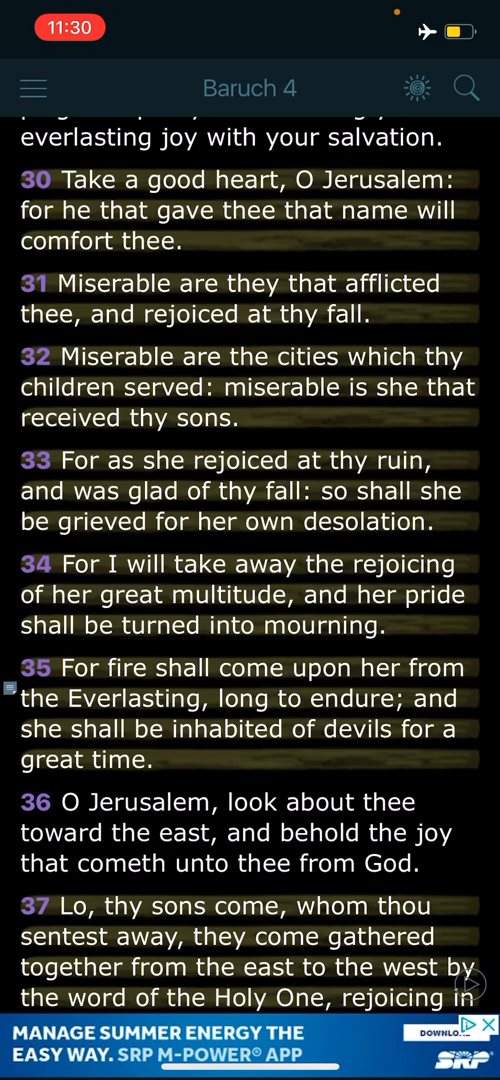 11:30
Baruch 4
everlasting joy with your salvation.
30 Take a good heart, O Jerusalem:
for he that gave thee that name will
comfort thee.
31 Miserable are they that afflicted
thee, and rejoiced at thy fall.
32 Miserable are the cities which thy
children served: miserable is she that
received thy sons.
33 For as she rejoiced at thy ruin,
and was glad of thy fall: so shall she
be grieved for her own desolation.
34 For I will take away the rejoicing
of her great multitude, and her pride
shall be turned into mourning.
35 For fire shall come upon her from
the Everlasting, long to endure; and
she shall be inhabited of devils for a
great time.
36 O Jerusalem, look about thee
toward the east, and behold the joy
that cometh unto thee from God.
37 Lo, thy sons come, whom thou
sentest away, they come gathered
together from the east to the west by
the word of the Holy One, rejoicing in
MANAGE SUMMER ENERGY THE
EASY WAY. SRP M-POWER® APP
DOWNLO
SRP